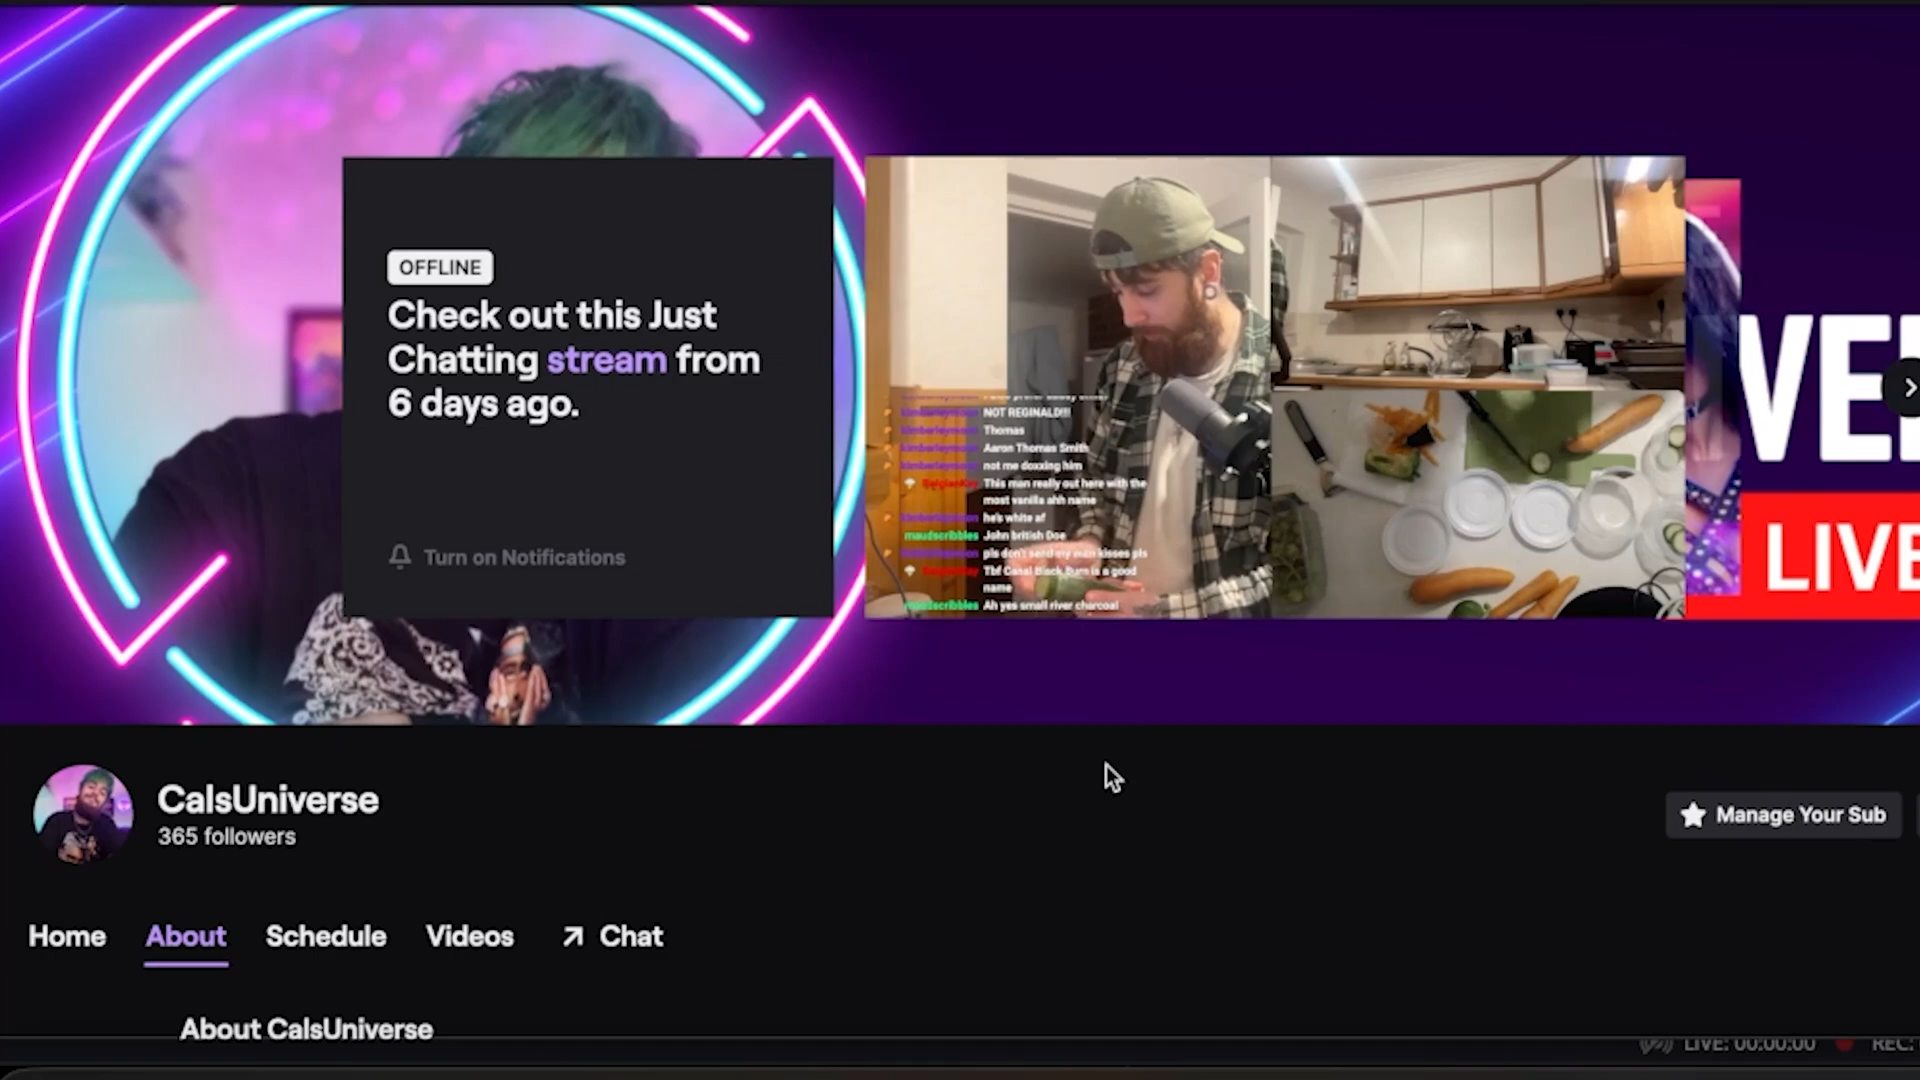 OFFLINE
Check out this Just
Chatting stream from
6 days ago.
Turn on Notifications
NOT REGINALD!!!
Thomas
Aaron Thomas Smith
not me doxxing him
This man really out here with the
most vanilla ahh name
he's white af
maudscribbles John british Doe
pls don't send my man kisses pls
Tbf Canal Black Burn is a good
name
maudscribbles Ah yes small river charcoal
LIVE
CalsUniverse
365 followers
Manage Your Sub
Home About Schedule Videos Chat
About CalsUniverse
LIVE: 00:00:00 REC: